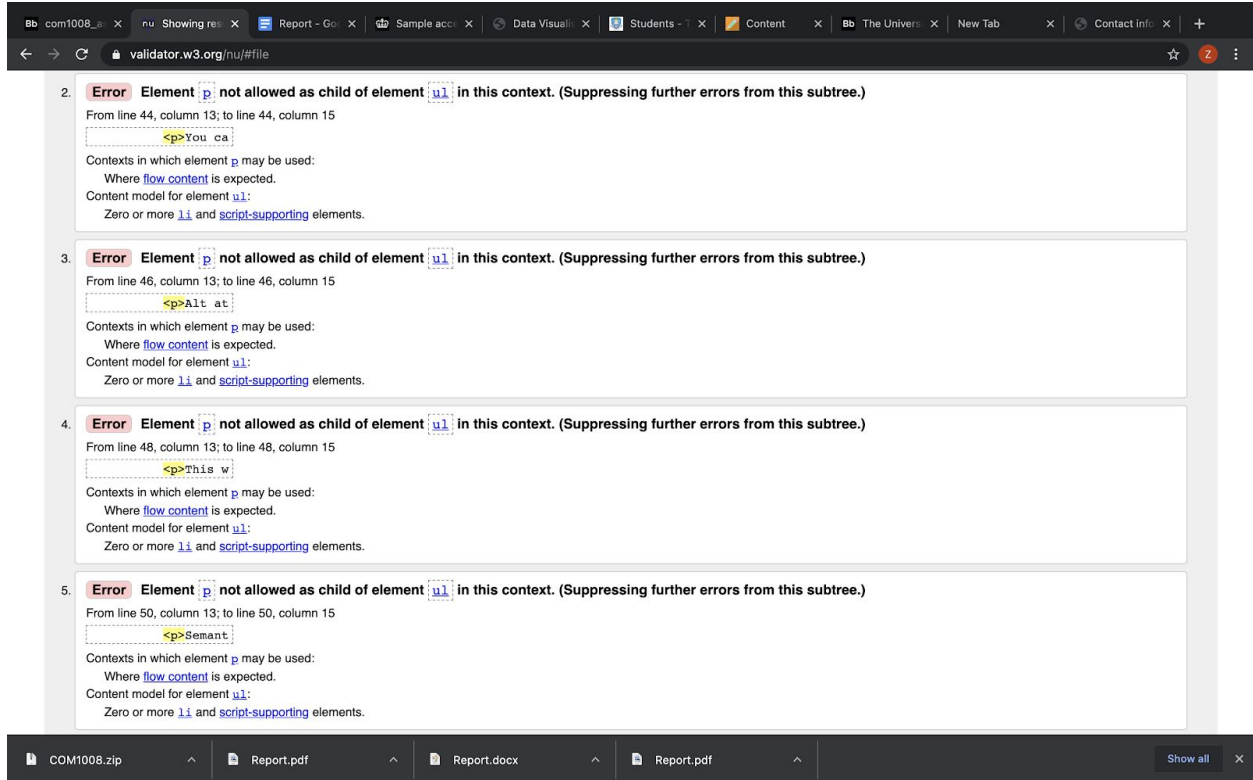 Bb com1008_as nu Showing res Report - Goo Sample acce Data Visualis Students - T Content Bb The Univers New Tab Contact info
validator.w3.org/nu/#file Z
2. Error Element p not allowed as child of element ul in this context. (Suppressing further errors from this subtree.)
From line 44, column 13; to line 44, column 15
<p>You ca
Contexts in which element p may be used:
Where flow content is expected.
Content model for element ul:
Zero or more li and script-supporting elements.
3. Error Element p not allowed as child of element ul in this context. (Suppressing further errors from this subtree.)
From line 46, column 13; to line 46, column 15
<p>Alt at
Contexts in which element p may be used:
Where flow content is expected.
Content model for element ul:
Zero or more li and script-supporting elements.
4. Error Element p not allowed as child of element ul in this context. (Suppressing further errors from this subtree.)
From line 48, column 13; to line 48, column 15
<p>This w
Contexts in which element p may be used:
Where flow content is expected.
Content model for element ul:
Zero or more li and script-supporting elements.
5. Error Element p not allowed as child of element ul in this context. (Suppressing further errors from this subtree.)
From line 50, column 13; to line 50, column 15
<p>Semant
Contexts in which element p may be used:
Where flow content is expected.
Content model for element ul:
Zero or more li and script-supporting elements.
COM1008.zip Report.pdf Report.docx Report.pdf Show all